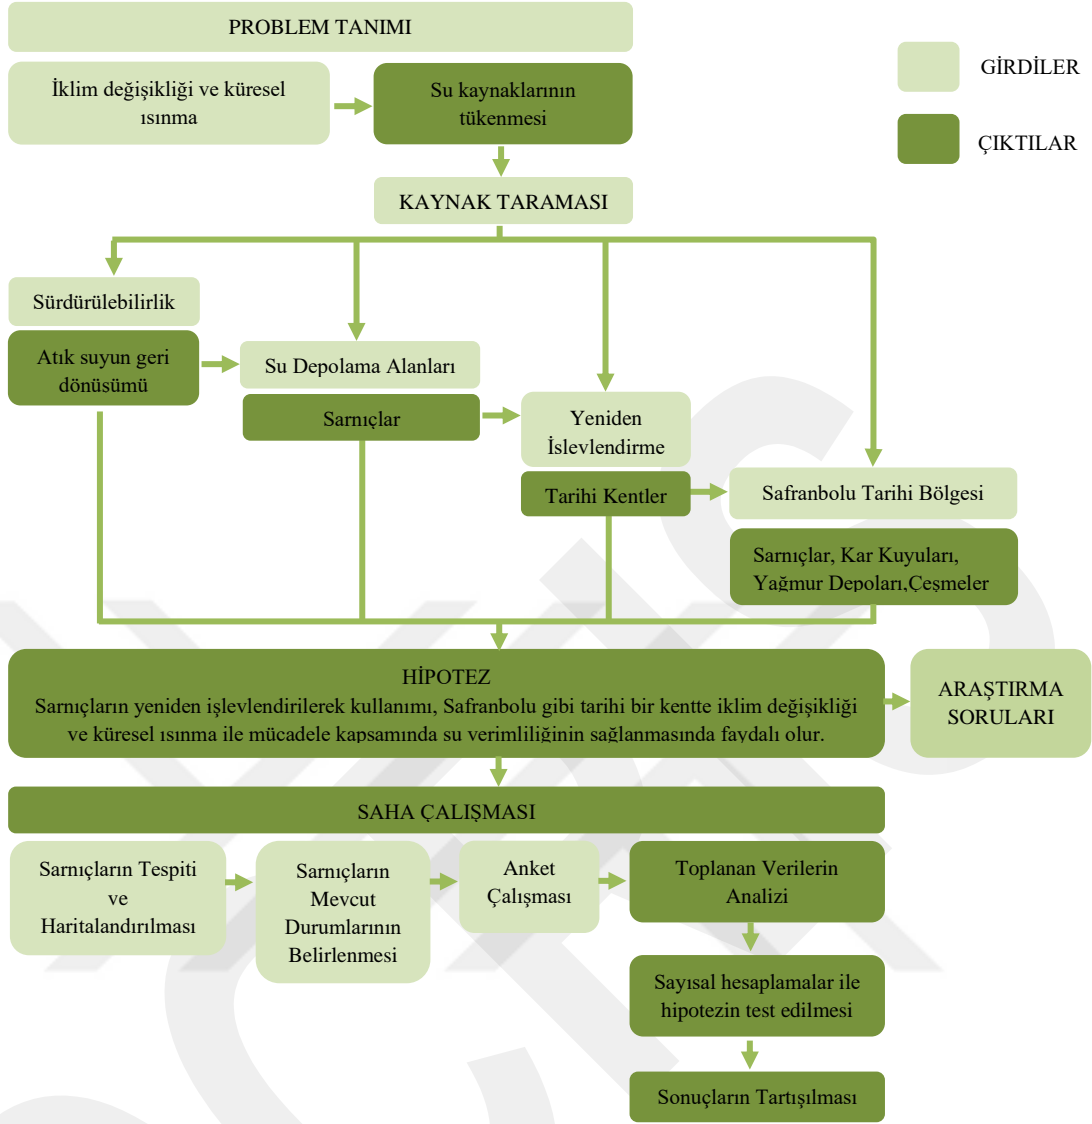 PROBLEM TANIMI
İklim değişikliği ve küresel
ısınma
Su kaynaklarının
tükenmesi
GİRDİLER
ÇIKTILAR
KAYNAK TARAMASI
Sürdürülebilirlik
Atık suyun geri
dönüsümü
Su Depolama Alanları
Sarnıçlar
Yeniden
İslevlendirme
Tarihi Kentler
Safranbolu Tarihi Bölgesi
Sarnıçlar, Kar Kuyuları,
Yağmur Depoları,Çeşmeler
HİPOTEZ
Sarnıçların yeniden işlevlendirilerek kullanımı, Safranbolu gibi tarihi bir kentte iklim değişikliği
ve küresel ısınma ile mücadele kapsamında su verimliliğinin sağlanmasında faydalı olur.
ARAŞTIRMA
SORULARI
SAHA ÇALIŞMASI
Sarnıçların Tespiti
ve
Haritalandırılması
Sarnıçların
Mevcut
Durumlarının
Belirlenmesi
Anket
Çalışması
Toplanan Verilerin
Analizi
Sayısal hesaplamalar ile
hipotezin test edilmesi
Sonuçların Tartışılması